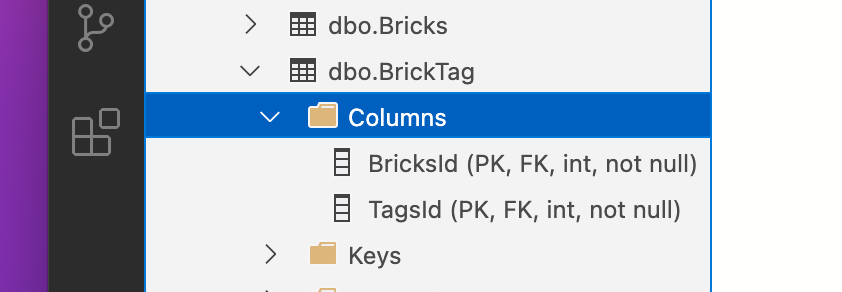 dbo.Bricks
dbo.BrickTag
Columns
BricksId (PK, FK, int, not null)
TagsId (PK, FK, int, not null)
Keys